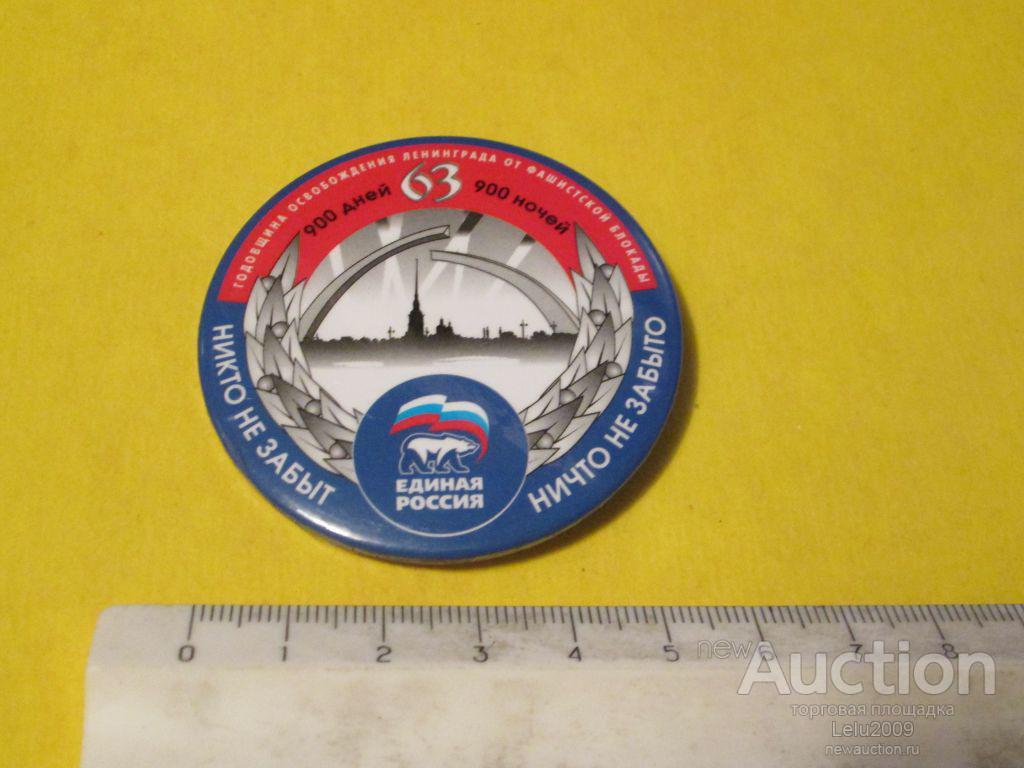 ГОДОВЩИНА ОСВОБОЖДЕНИЯ ЛЕНИНГРАДА ОТ ФАШИСТСКОЙ БЛОКАДЫ
900 дней 63 900 ночей
НИКТО НЕ ЗАБЫТ
НИЧТО НЕ ЗАБЫТО
ЕДИНАЯ
РОССИЯ
0 1 2 3 4 5 6 7 8
newAuction
торговая площадка
Lelu2009
newauction.ru